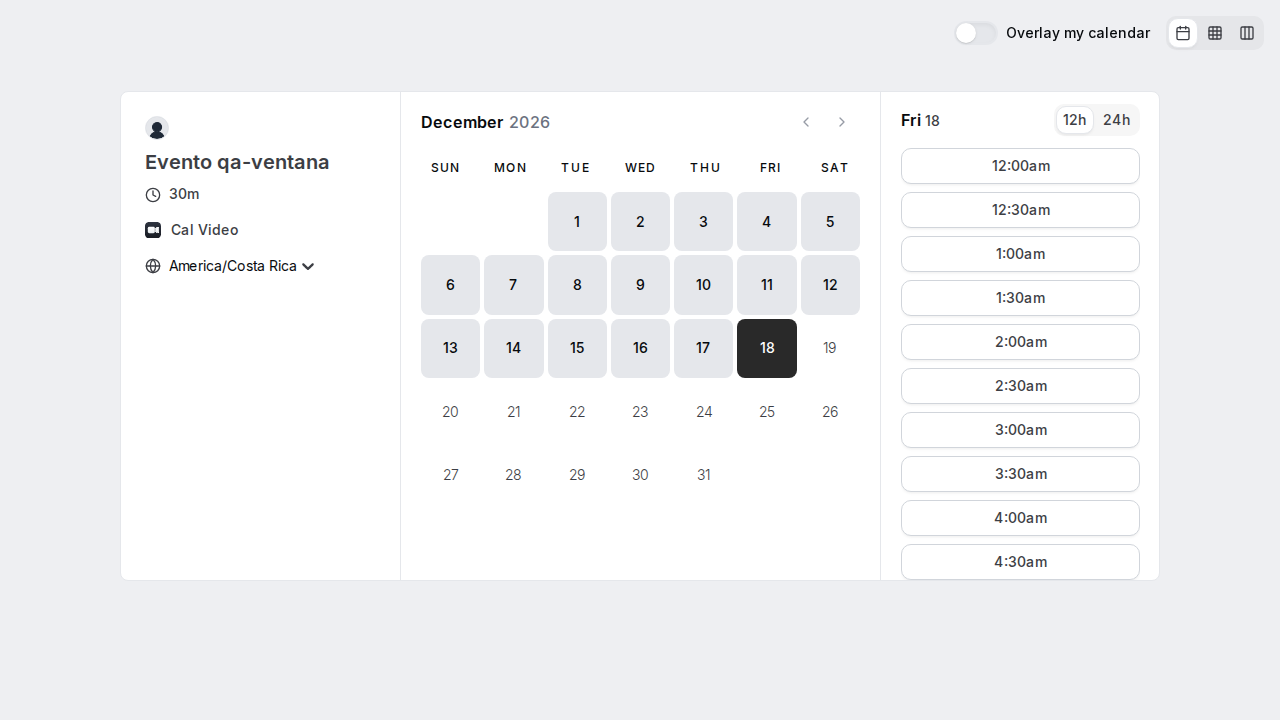 Overlay my calendar
Evento qa-ventana
30m
Cal Video
America/Costa Rica
December 2026
SUN MON TUE WED THU FRI SAT
1 2 3 4 5
6 7 8 9 10 11 12
13 14 15 16 17 18 19
20 21 22 23 24 25 26
27 28 29 30 31
Fri 18
12h 24h
12:00am
12:30am
1:00am
1:30am
2:00am
2:30am
3:00am
3:30am
4:00am
4:30am